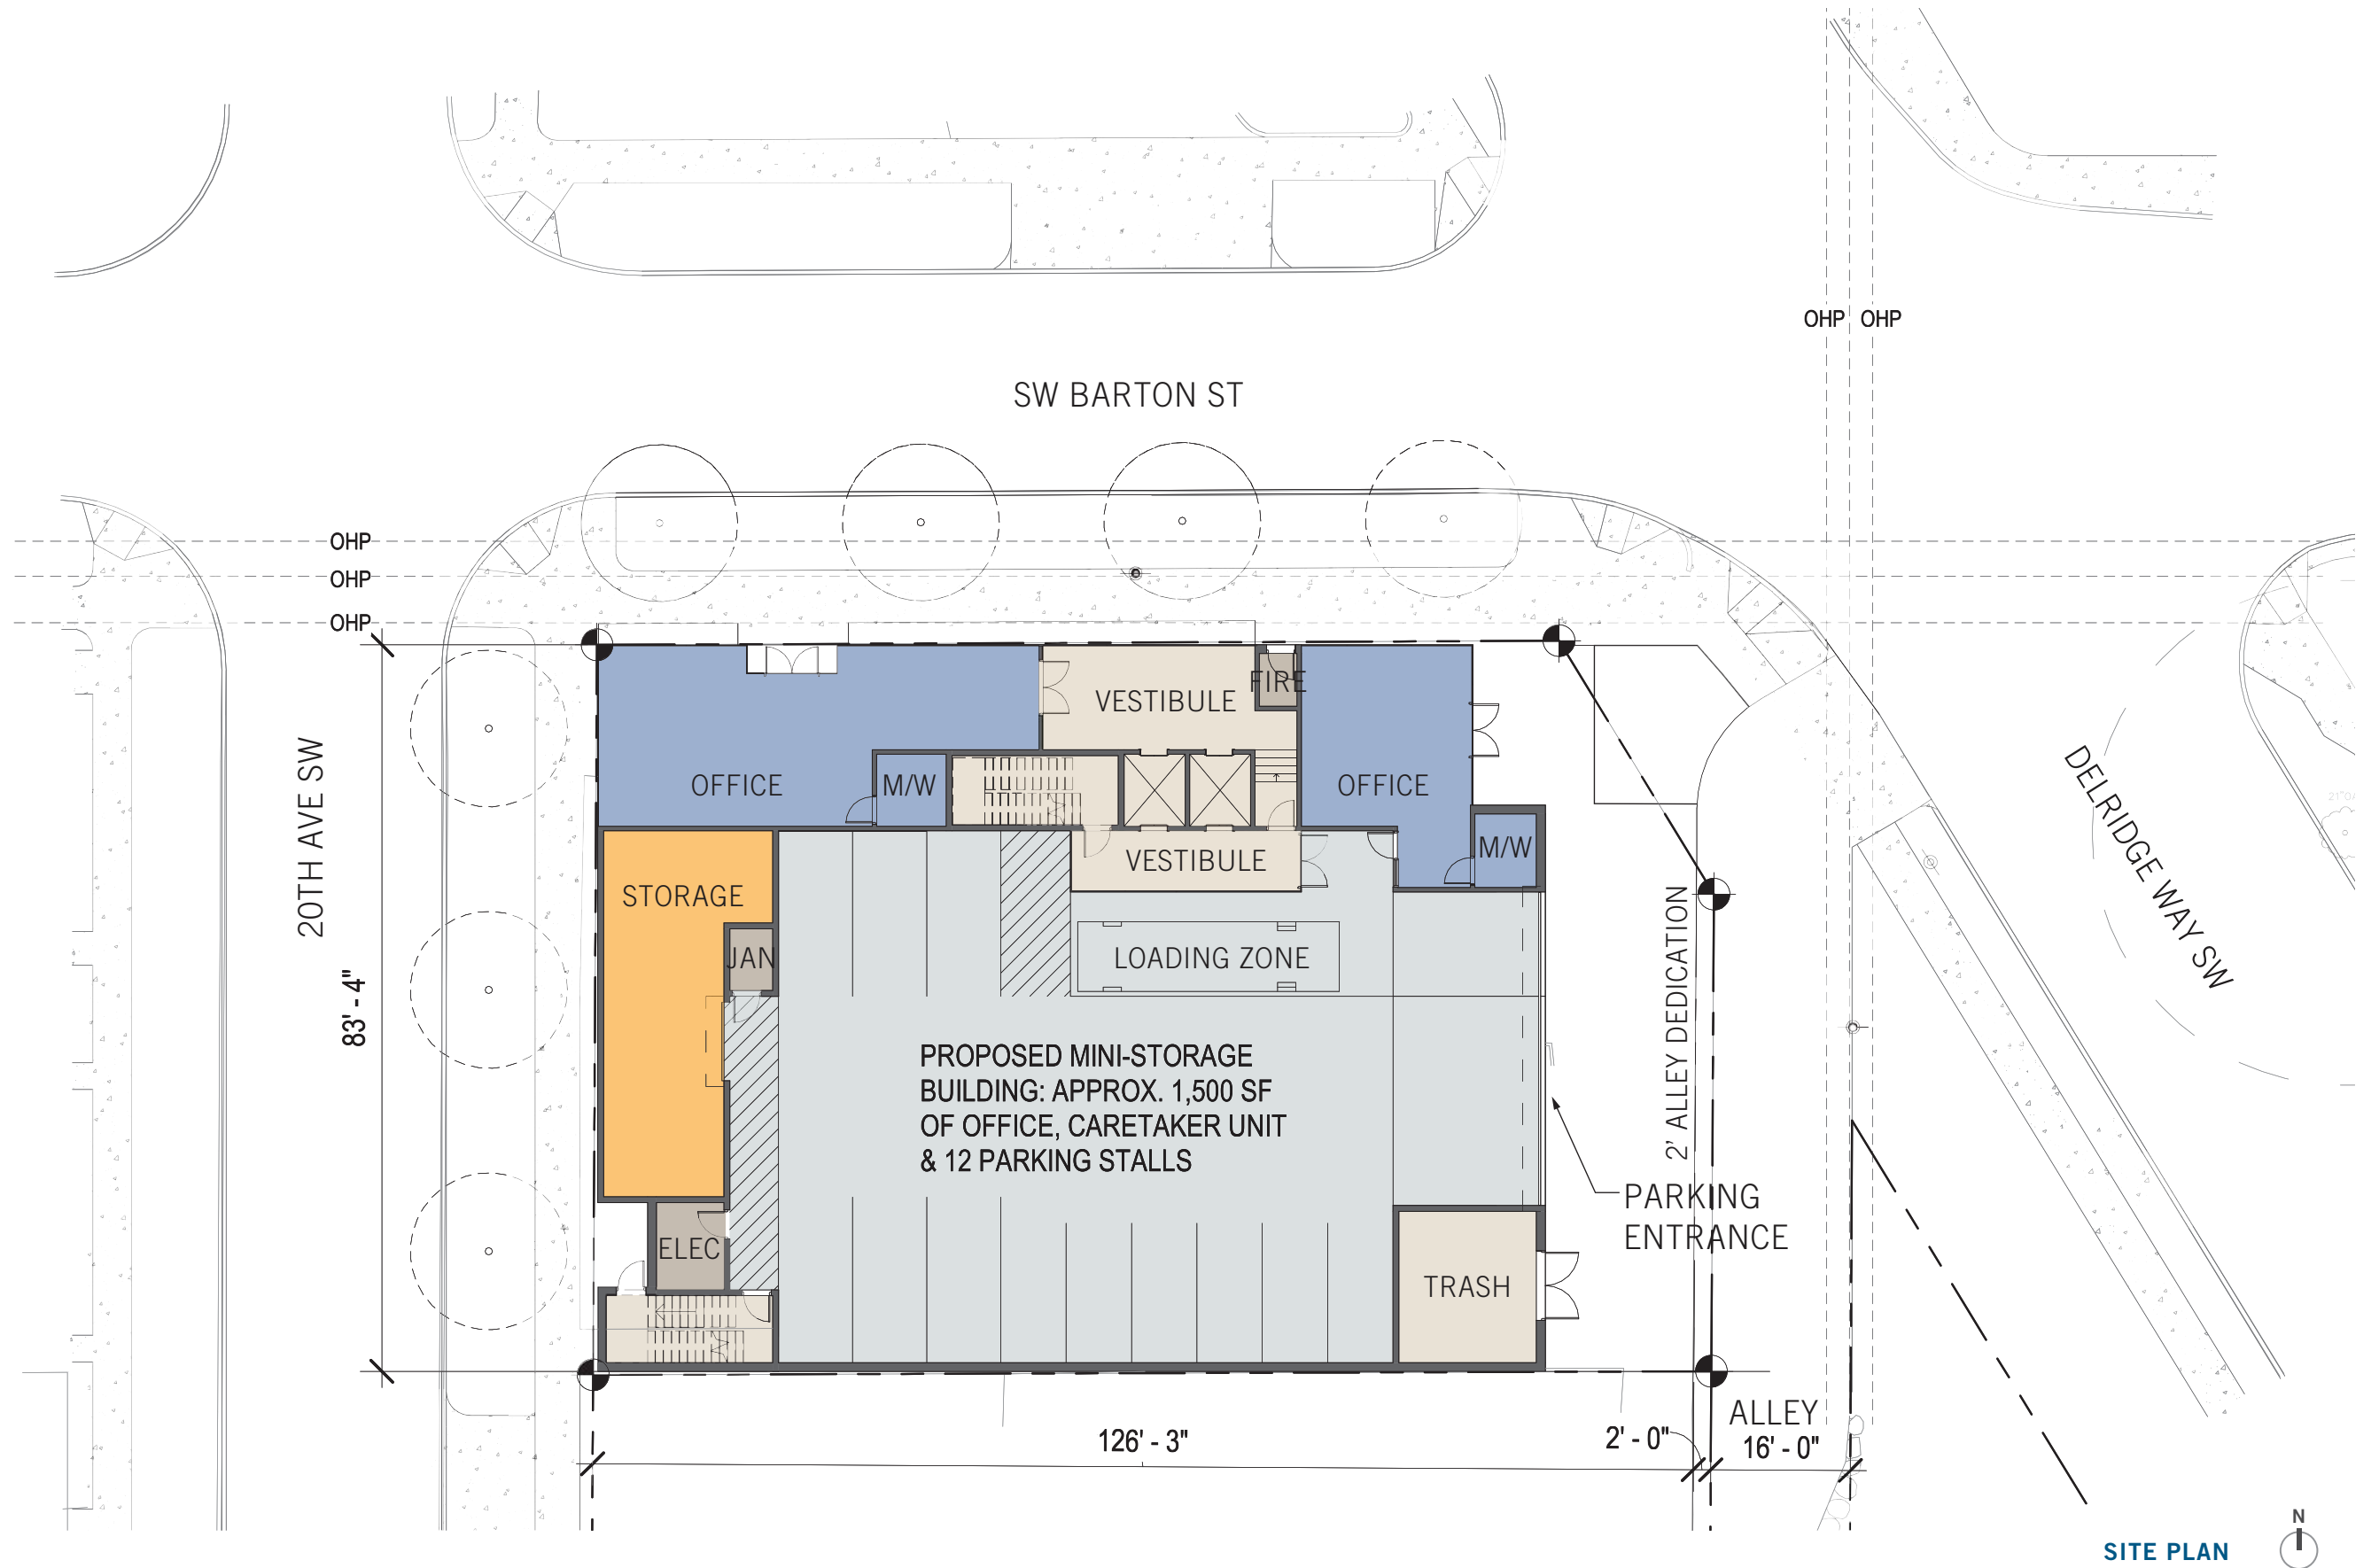 OHP OHP
SW BARTON ST
OHP
OHP
OHP
20TH AVE SW
83' - 4"
VESTIBULE
FIRE
OFFICE
M/W
OFFICE
M/W
VESTIBULE
STORAGE
JAN
LOADING ZONE
PROPOSED MINI-STORAGE
BUILDING: APPROX. 1,500 SF
OF OFFICE, CARETAKER UNIT
& 12 PARKING STALLS
ELEC
TRASH
2' ALLEY DEDICATION
PARKING
ENTRANCE
DELRIDGE WAY SW
126' - 3"
2' - 0"
ALLEY
16' - 0"
N
SITE PLAN